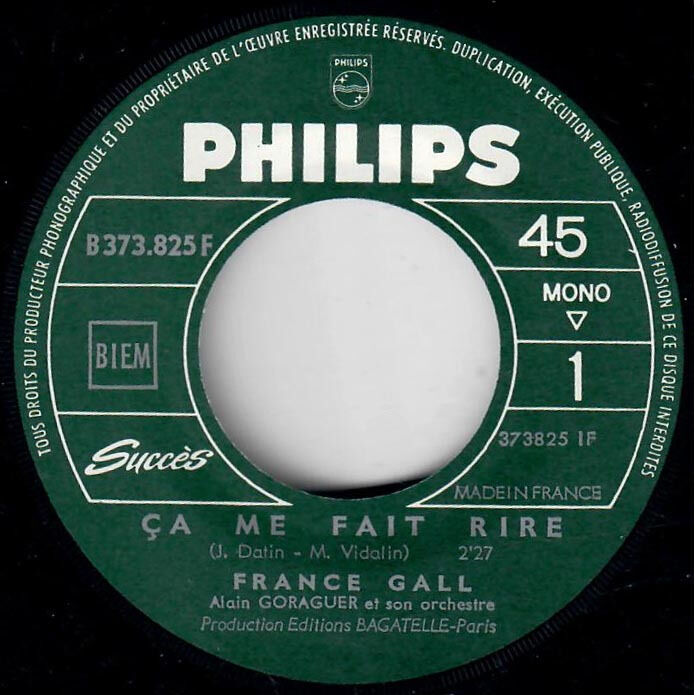 TOUS DROITS DU PRODUCTEUR PHONOGRAPHIQUE ET DU PROPRIÉTAIRE DE L'ŒUVRE ENREGISTRÉE RÉSERVÉS. DUPLICATION, EXÉCUTION PUBLIQUE, RADIODIFFUSION DE CE DISQUE INTERDITES
PHILIPS
PHILIPS
B 373.825 F
45
MONO
BIEM
1
Succès
373825 1F
MADE IN FRANCE
ÇA ME FAIT RIRE
(J. Datin - M. Vidalin) 2'27
FRANCE GALL
Alain GORAGUER et son orchestre
Production Editions BAGATELLE-Paris